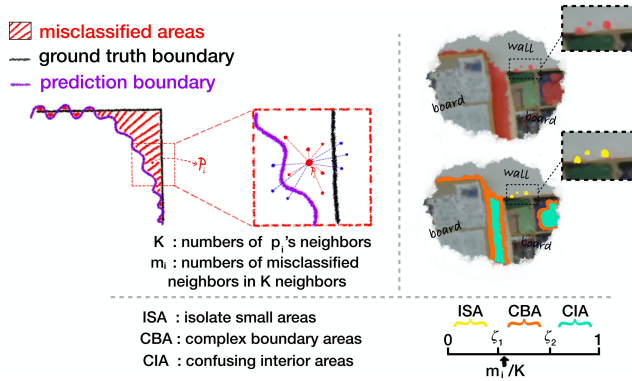 misclassified areas
ground truth boundary
prediction boundary
Pi
Pi
K : numbers of pi's neighbors
mi : numbers of misclassified
neighbors in K neighbors
wall
board
board
wall
board
board
ISA : isolate small areas
CBA : complex boundary areas
CIA : confusing interior areas
ISA CBA CIA
0 ζ1 ζ2 1
mi/K